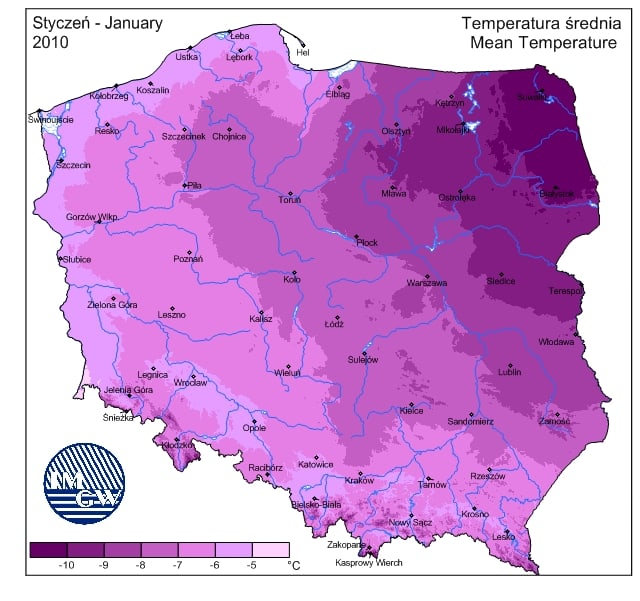 Styczeń - January
2010
Temperatura średnia
Mean Temperature
Łeba
Hel
Ustka
Lębork
Koszalin
Kołobrzeg
Elbląg
Suwałki
Kętrzyn
Świnoujście
Resko
Szczecinek
Chojnice
Olsztyn
Mikołajki
Szczecin
Piła
Toruń
Mława
Ostrołęka
Białystok
Gorzów Wlkp.
Płock
Słubice
Poznań
Koło
Warszawa
Siedlce
Terespol
Zielona Góra
Leszno
Kalisz
Łódź
Włodawa
Sulejów
Legnica
Wrocław
Wieluń
Lublin
Jelenia Góra
Śnieżka
Kielce
Sandomierz
Zamość
Opole
Kłodzko
Katowice
Racibórz
Kraków
Tarnów
Rzeszów
Bielsko-Biała
Nowy Sącz
Krosno
Lesko
Zakopane
Kasprowy Wierch
IM
GW
-10 -9 -8 -7 -6 -5 °C